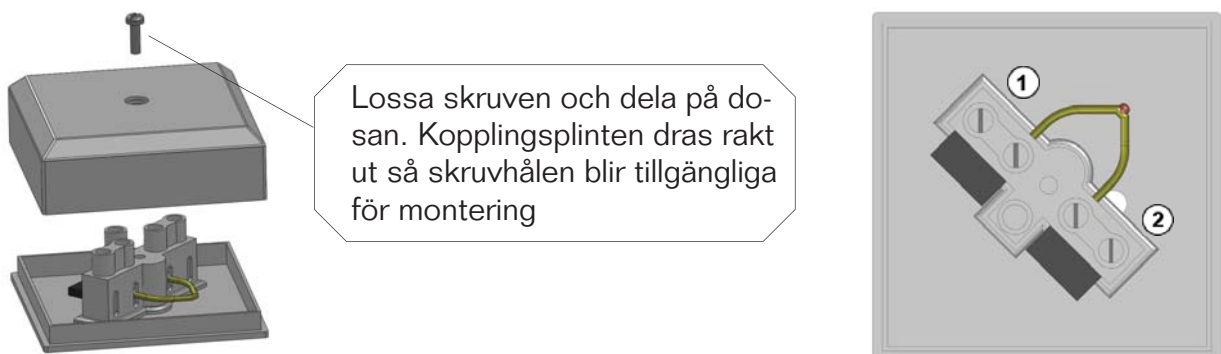 Lossa skruven och dela på do-
san. Kopplingsplinten dras rakt
ut så skruvhålen blir tillgängliga
för montering
1
2